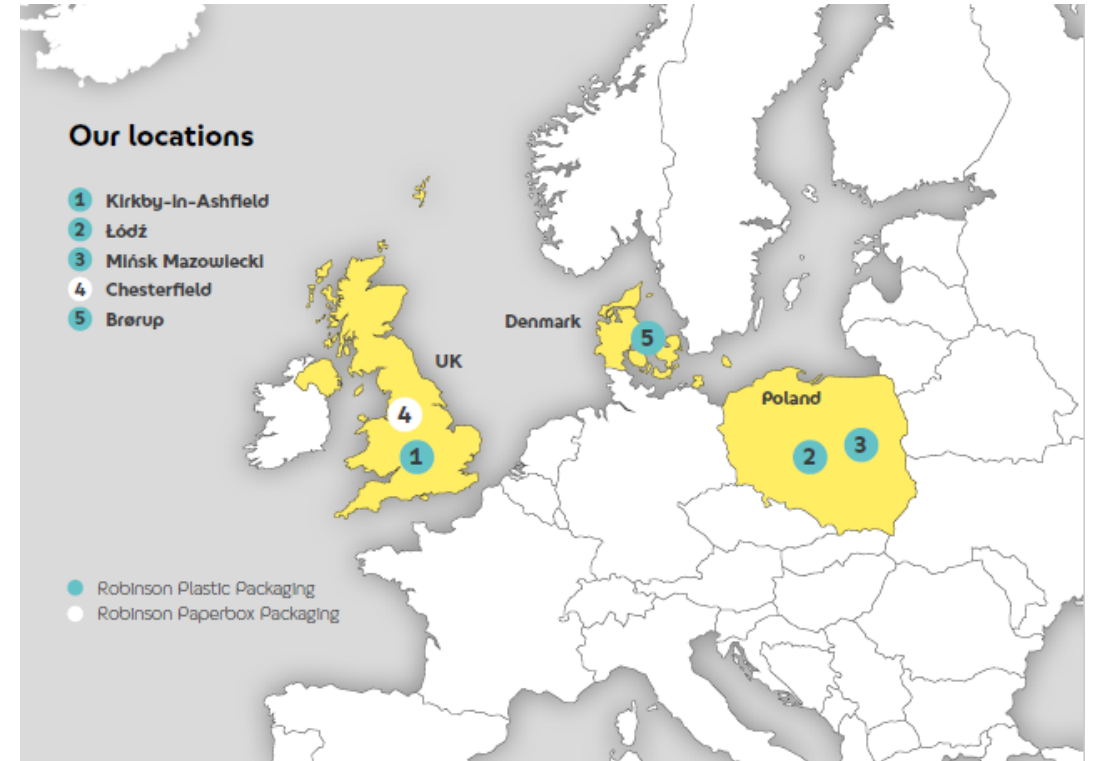 Our locations
1 Kirkby-in-Ashfield
2 Łódź
3 Mińsk Mazowiecki
4 Chesterfield
5 Brørup
Denmark
5
UK
Poland
4
1
2
3
Robinson Plastic Packaging
Robinson Paperbox Packaging